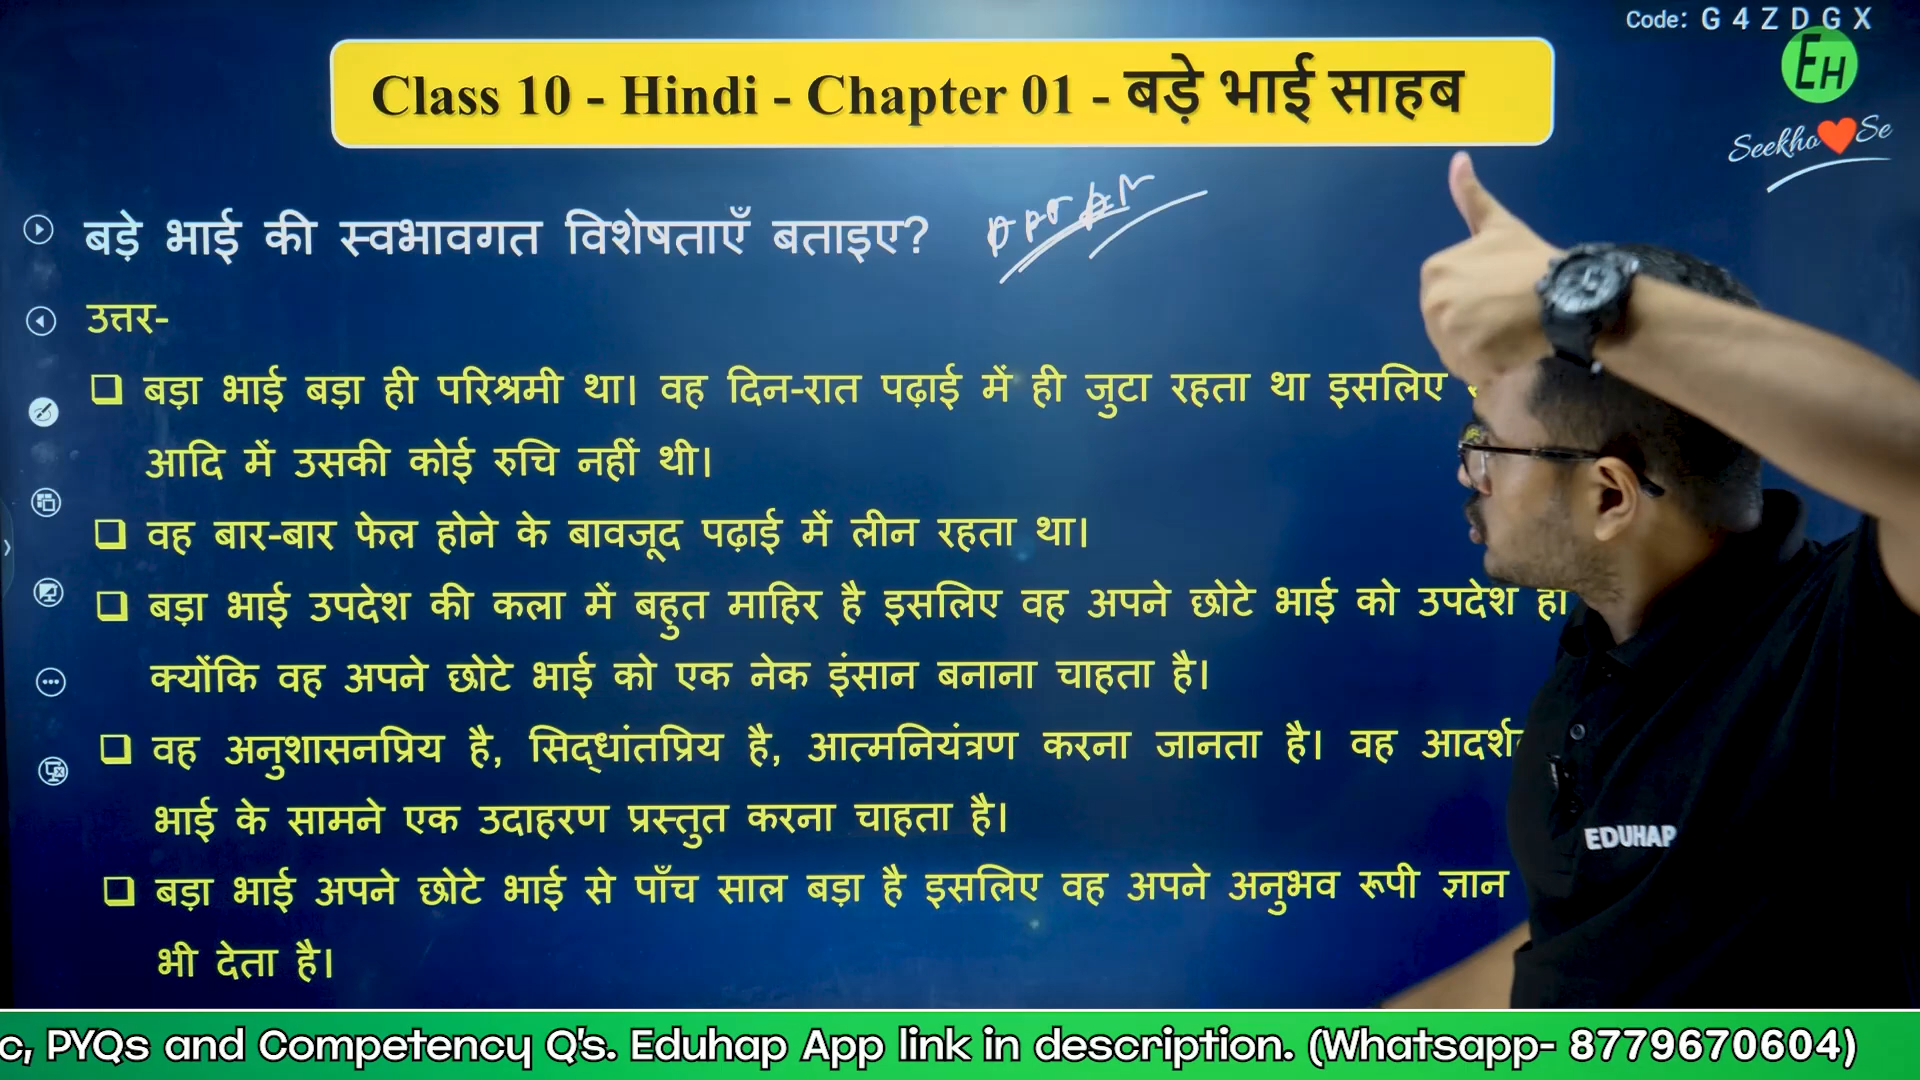 Code: G 4 Z D G X
EH
Class 10 - Hindi - Chapter 01 - बड़े भाई साहब
Seekho ❤️ Se
बड़े भाई की स्वभावगत विशेषताएँ बताइए?
उत्तर-
❑ बड़ा भाई बड़ा ही परिश्रमी था। वह दिन-रात पढ़ाई में ही जुटा रहता था इसलिए
आदि में उसकी कोई रुचि नहीं थी।
❑ वह बार-बार फेल होने के बावजूद पढ़ाई में लीन रहता था।
❑ बड़ा भाई उपदेश की कला में बहुत माहिर है इसलिए वह अपने छोटे भाई को उपदेश
क्योंकि वह अपने छोटे भाई को एक नेक इंसान बनाना चाहता है।
❑ वह अनुशासनप्रिय है, सिद्धांतप्रिय है, आत्मनियंत्रण करना जानता है। वह आदर्श
भाई के सामने एक उदाहरण प्रस्तुत करना चाहता है।
❑ बड़ा भाई अपने छोटे भाई से पाँच साल बड़ा है इसलिए वह अपने अनुभव रूपी ज्ञान
भी देता है।
EDUHAP
c, PYQs and Competency Q's. Eduhap App link in description. (Whatsapp- 8779670604)